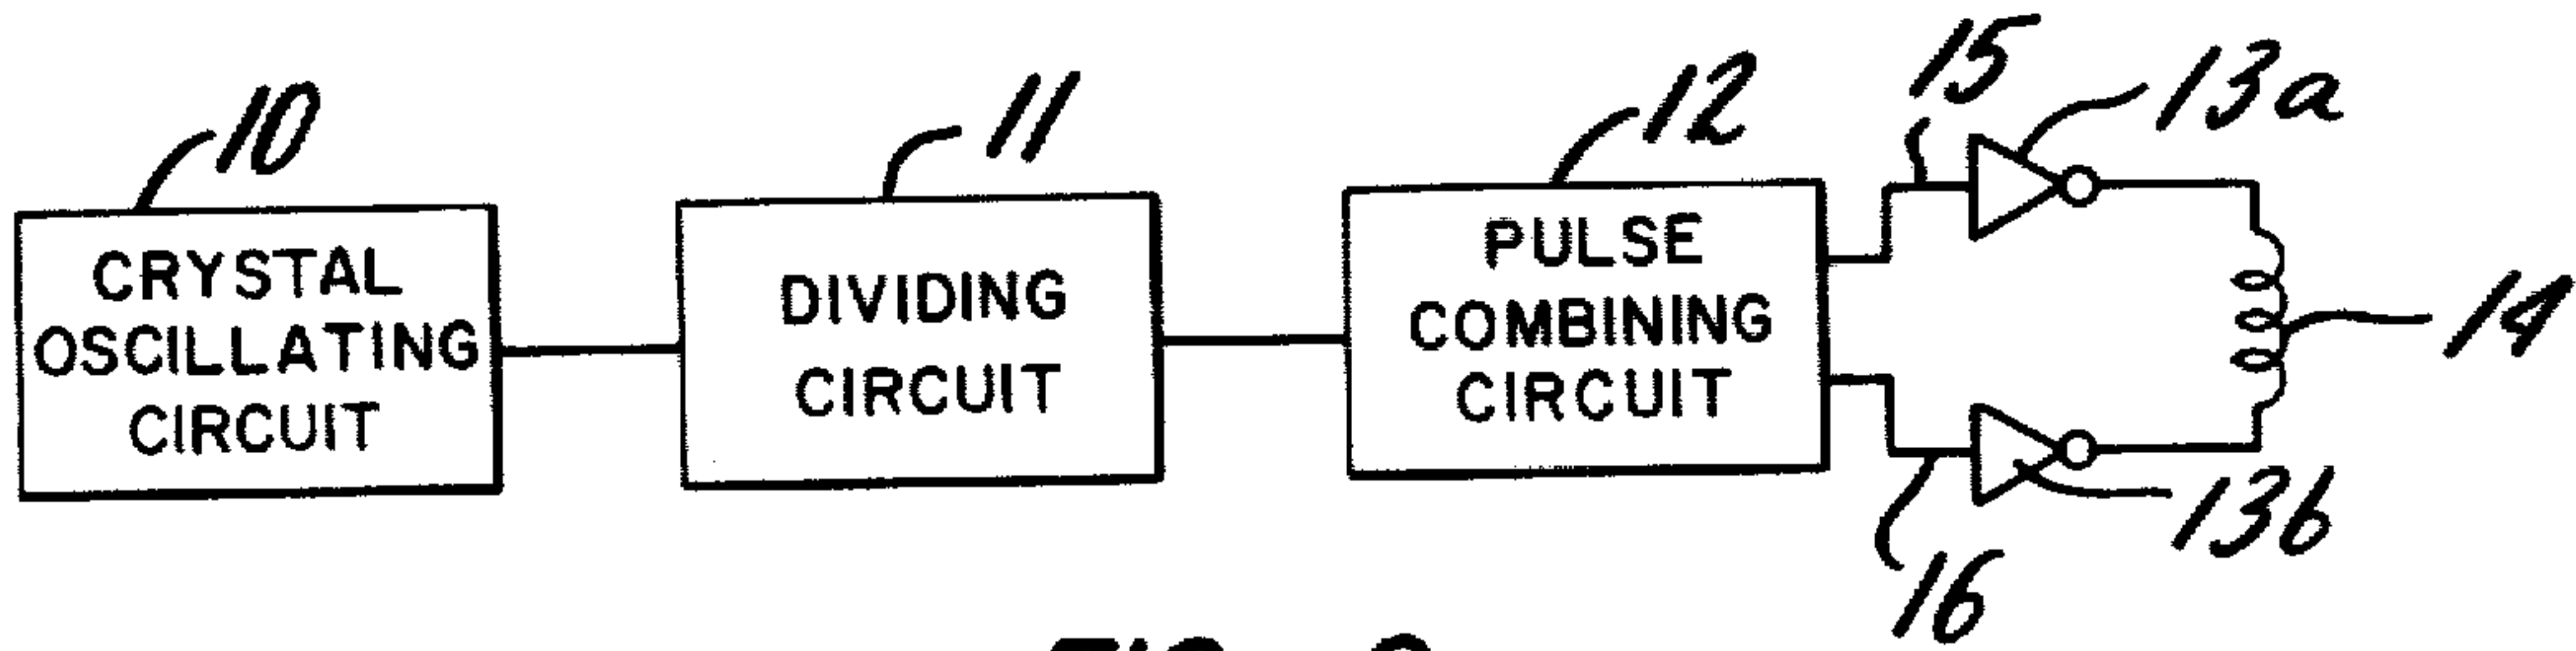 10
11
12
15
13a
CRYSTAL
OSCILLATING
CIRCUIT
DIVIDING
CIRCUIT
PULSE
COMBINING
CIRCUIT
14
13b
16